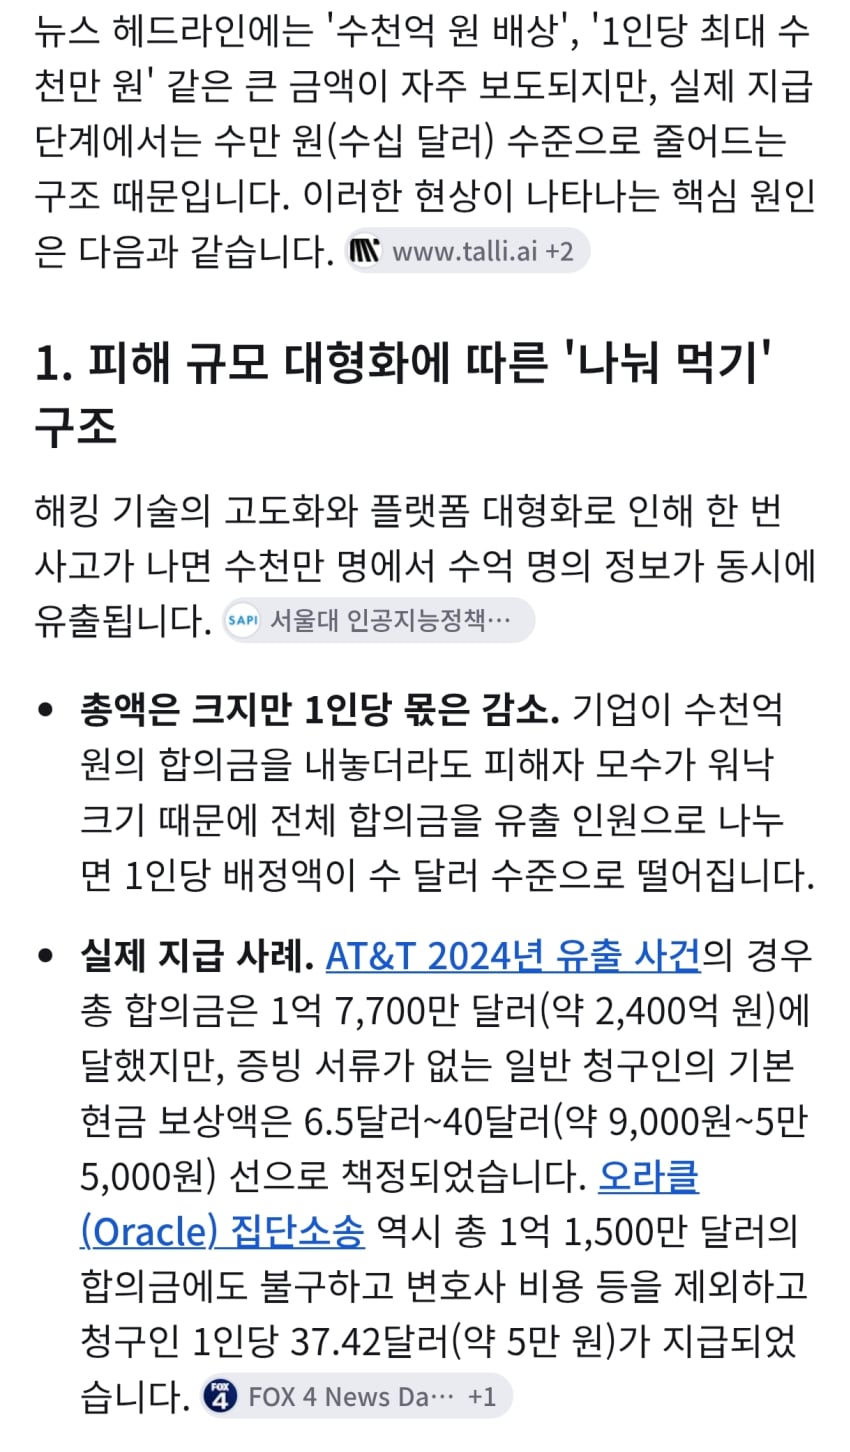 뉴스 헤드라인에는 '수천억 원 배상', '1인당 최대 수
천만 원' 같은 큰 금액이 자주 보도되지만, 실제 지급
단계에서는 수만 원(수십 달러) 수준으로 줄어드는
구조 때문입니다. 이러한 현상이 나타나는 핵심 원인
은 다음과 같습니다. www.talli.ai +2
1. 피해 규모 대형화에 따른 '나눠 먹기'
구조
해킹 기술의 고도화와 플랫폼 대형화로 인해 한 번
사고가 나면 수천만 명에서 수억 명의 정보가 동시에
유출됩니다. SAPI 서울대 인공지능정책…
• 총액은 크지만 1인당 몫은 감소. 기업이 수천억
원의 합의금을 내놓더라도 피해자 모수가 워낙
크기 때문에 전체 합의금을 유출 인원으로 나누
면 1인당 배정액이 수 달러 수준으로 떨어집니다.
• 실제 지급 사례. AT&T 2024년 유출 사건의 경우
총 합의금은 1억 7,700만 달러(약 2,400억 원)에
달했지만, 증빙 서류가 없는 일반 청구인의 기본
현금 보상액은 6.5달러~40달러(약 9,000원~5만
5,000원) 선으로 책정되었습니다. 오라클
(Oracle) 집단소송 역시 총 1억 1,500만 달러의
합의금에도 불구하고 변호사 비용 등을 제외하고
청구인 1인당 37.42달러(약 5만 원)가 지급되었
습니다. FOX 4 FOX 4 News Da… +1